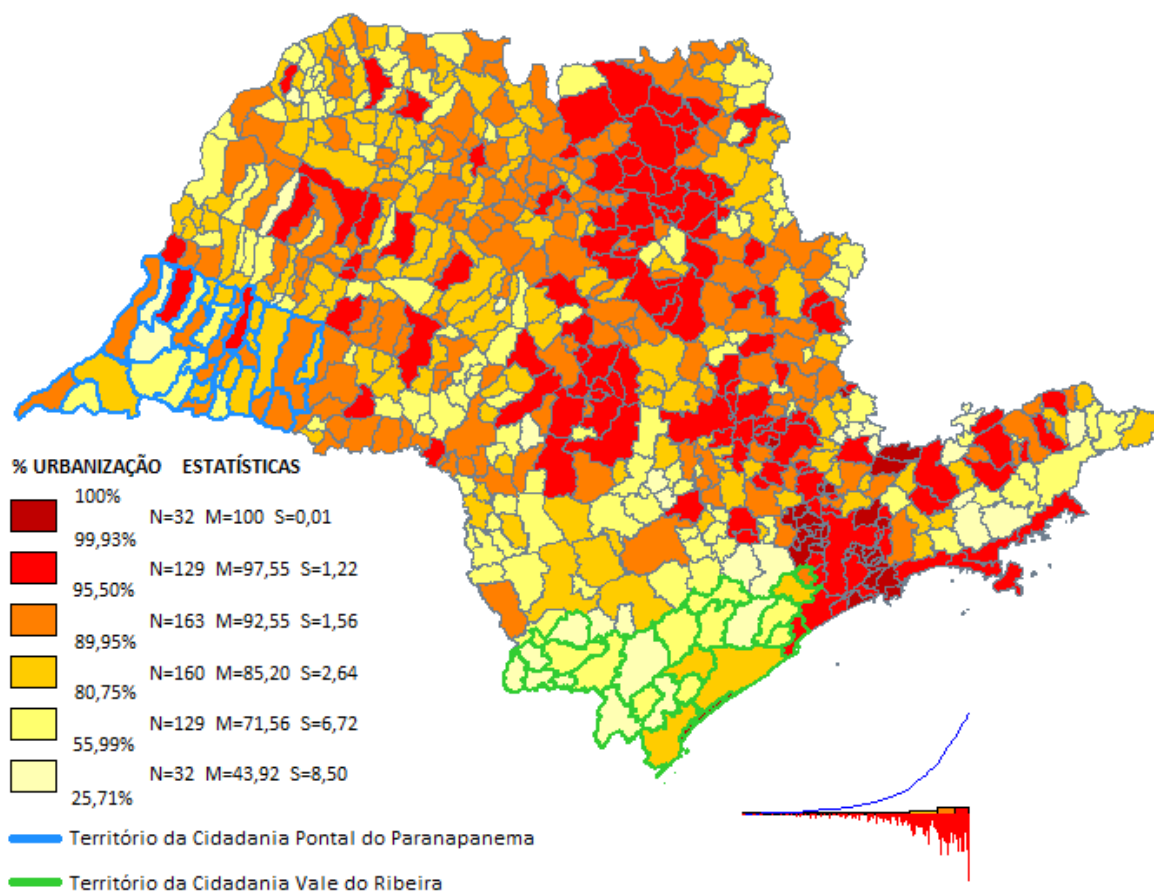 % URBANIZAÇÃO ESTATÍSTICAS
100%
N=32 M=100 S=0,01
99,93%
N=129 M=97,55 S=1,22
95,50%
N=163 M=92,55 S=1,56
89,95%
N=160 M=85,20 S=2,64
80,75%
N=129 M=71,56 S=6,72
55,99%
N=32 M=43,92 S=8,50
25,71%
Território da Cidadania Pontal do Paranapanema
Território da Cidadania Vale do Ribeira